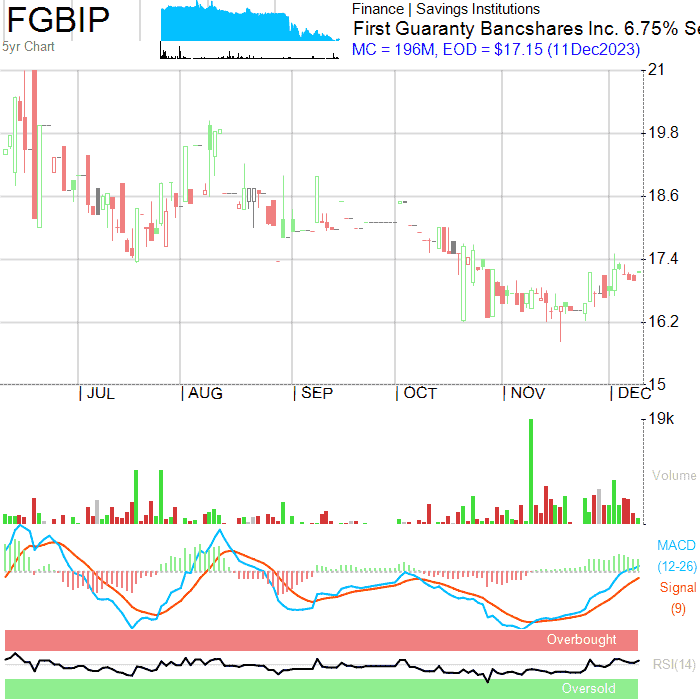 FGBIP
5yr Chart
Finance | Savings Institutions
First Guaranty Bancshares Inc. 6.75% Se
MC = 196M, EOD = $17.15 (11Dec2023)
21
19.8
18.6
17.4
16.2
15
| JUL | AUG | SEP | OCT | NOV | DEC
19k
Volume
MACD
(12-26)
Signal
(9)
Overbought
RSI(14)
Oversold